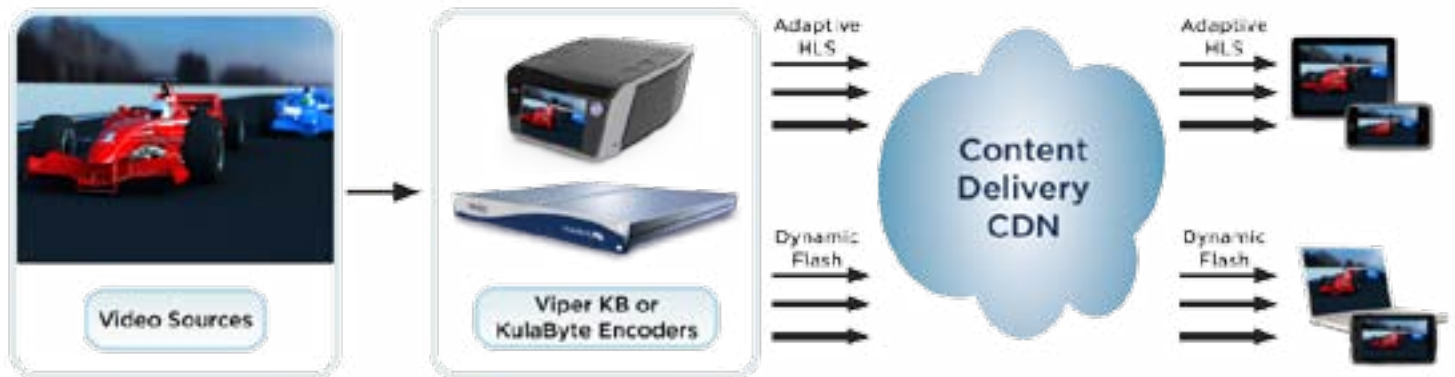 Adaptive
HLS
Adaptive
HLS
Content
Delivery
CDN
Dynamic
Flash
Dynamic
Flash
Video Sources
Viper KB or
KulaByte Encoders